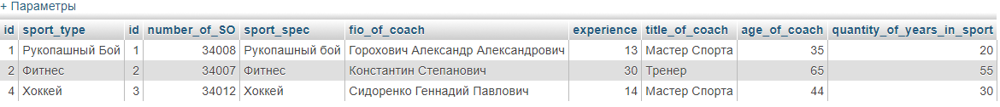 + Параметры
id sport_type id number_of_SO sport_spec fio_of_coach experience title_of_coach age_of_coach quantity_of_years_in_sport
1 Рукопашный Бой 1 34008 Рукопашный бой Горохович Александр Александрович 13 Мастер Спорта 35 20
2 Фитнес 2 34007 Фитнес Константин Степанович 30 Тренер 65 55
4 Хоккей 3 34012 Хоккей Сидоренко Геннадий Павлович 14 Мастер Спорта 44 30